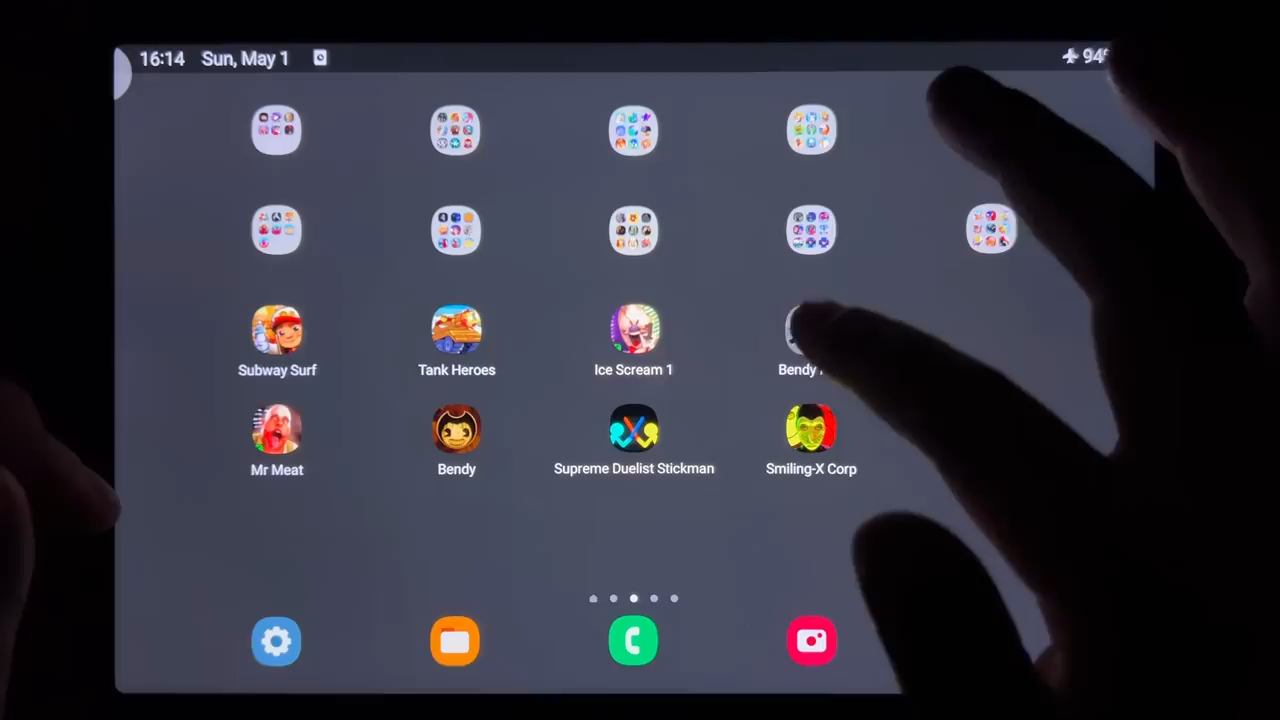 16:14 Sun, May 1 94
Subway Surf Tank Heroes Ice Scream 1 Bendy
Mr Meat Bendy Supreme Duelist Stickman Smiling-X Corp